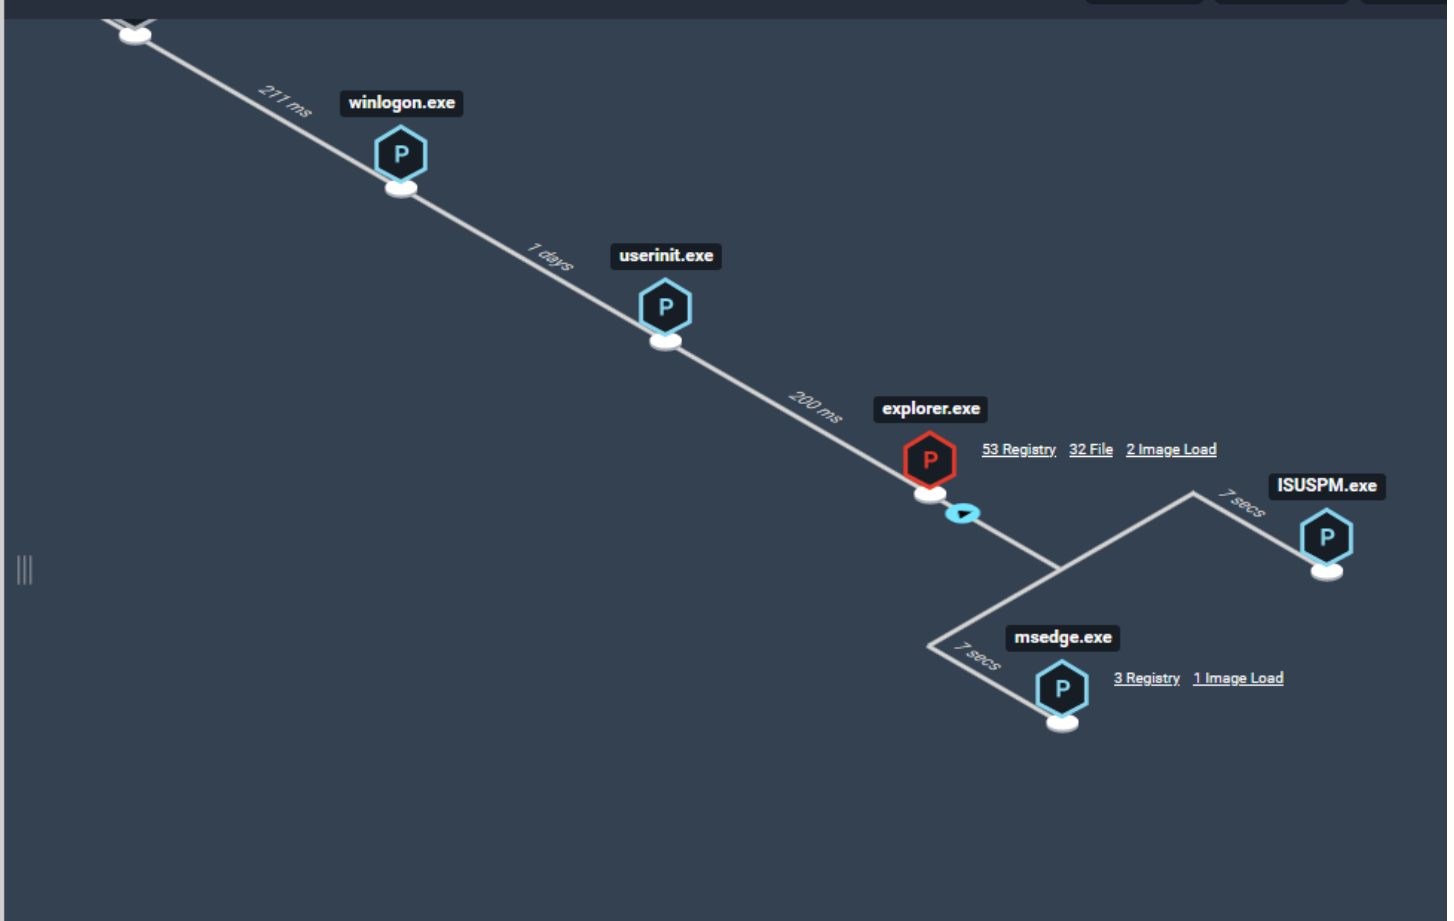 211 ms
winlogon.exe
P
1 days
userinit.exe
P
200 ms
explorer.exe
P
53 Registry 32 File 2 Image Load
7 secs
ISUSPM.exe
P
7 secs
msedge.exe
P
3 Registry 1 Image Load